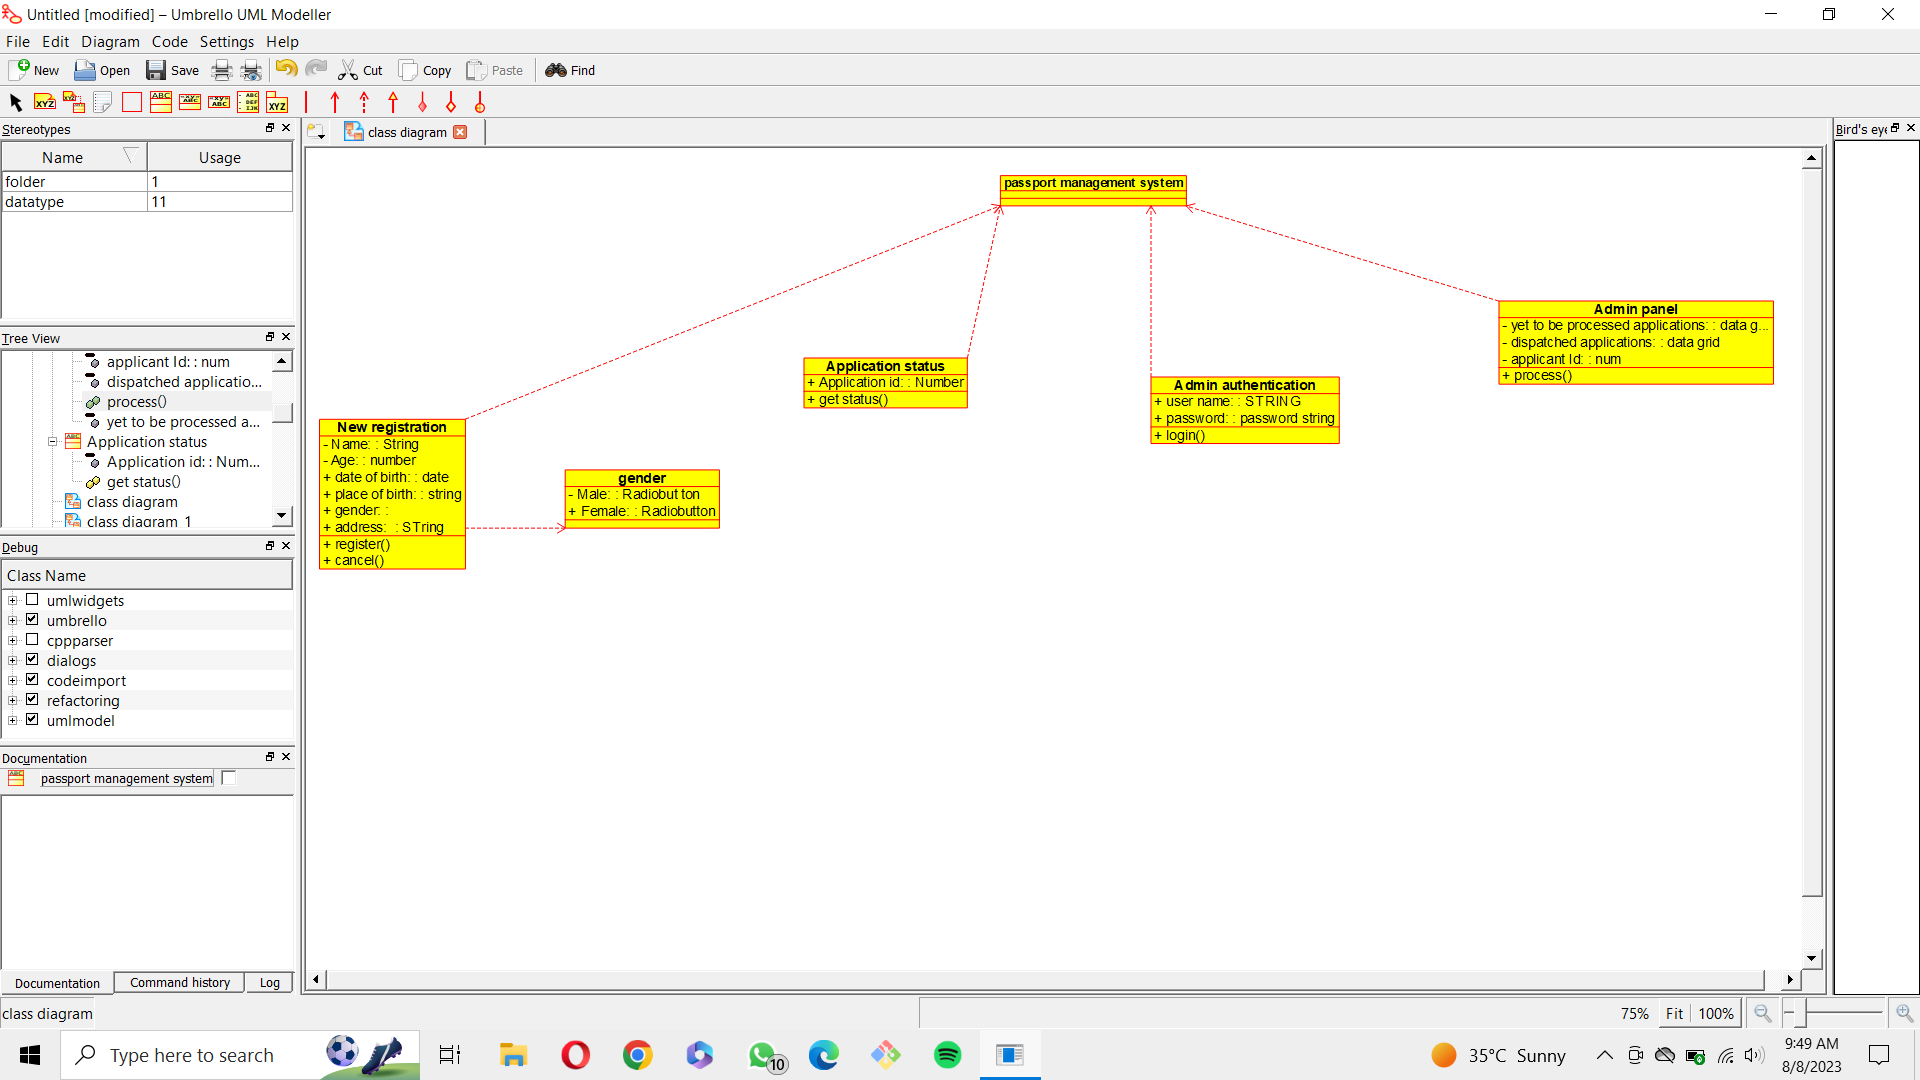 Untitled [modified] – Umbrello UML Modeller
File Edit Diagram Code Settings Help
New Open Save Cut Copy Paste Find
Stereotypes
Name Usage
folder 1
datatype 11
Tree View
applicant Id: : num
dispatched applicatio...
process()
yet to be processed a...
Application status
Application id: : Num...
get status()
class diagram
class diagram_1
Debug
Class Name
umlwidgets
umbrello
cppparser
dialogs
codeimport
refactoring
umlmodel
Documentation
passport management system
Documentation Command history Log
class diagram
class diagram
passport management system
Admin panel
- yet to be processed applications: : data g...
- dispatched applications: : data grid
- applicant Id: : num
+ process()
Application status
+ Application id: : Number
+ get status()
Admin authentication
+ user name: : STRING
+ password: : password string
+ login()
New registration
- Name: : String
- Age: : number
+ date of birth: : date
+ place of birth: : string
+ gender: :
+ address: : STring
+ register()
+ cancel()
gender
- Male: : Radiobut ton
+ Female: : Radiobutton
Bird's eye
75% Fit 100%
Type here to search
10
35°C Sunny
9:49 AM
8/8/2023